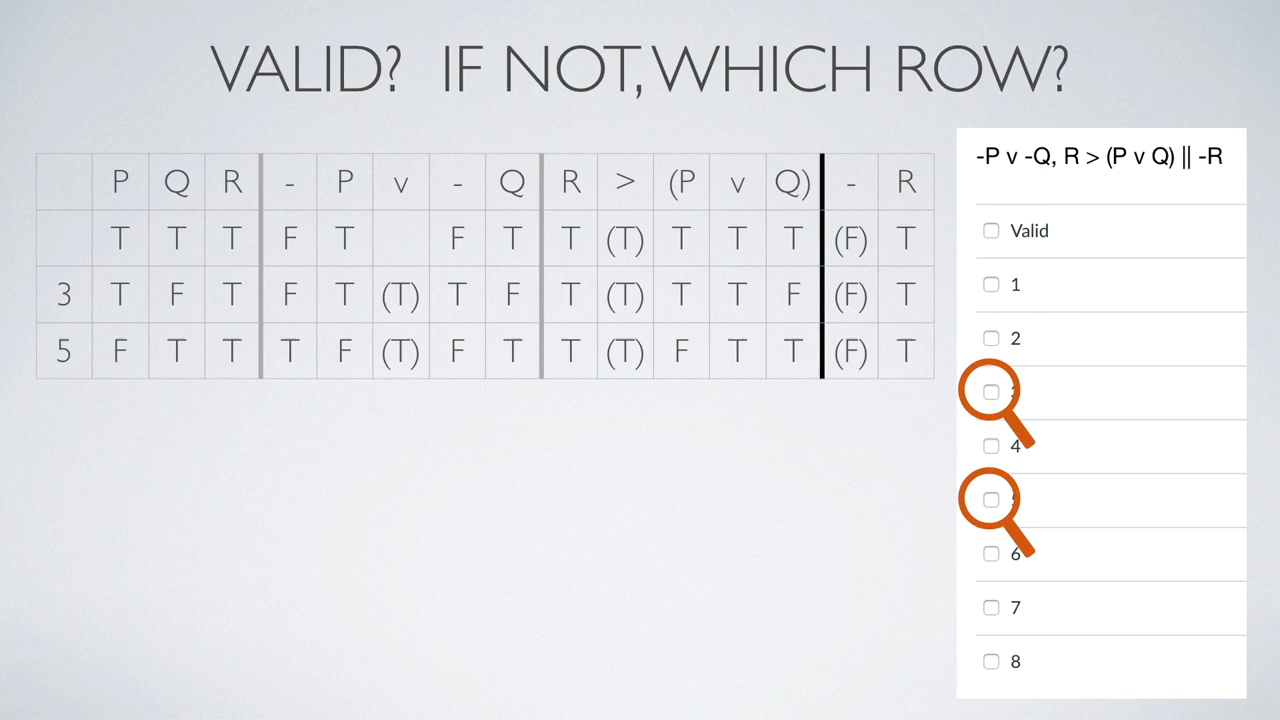 VALID? IF NOT, WHICH ROW?
P Q R - P v - Q R > (P v Q) - R
T T T F T F T T (T) T T T (F) T
3 T F T F T (T) T F T (T) T T F (F) T
5 F T T T F (T) F T T (T) F T T (F) T
-P v -Q, R > (P v Q) || -R
Valid
1
2
4
6
7
8